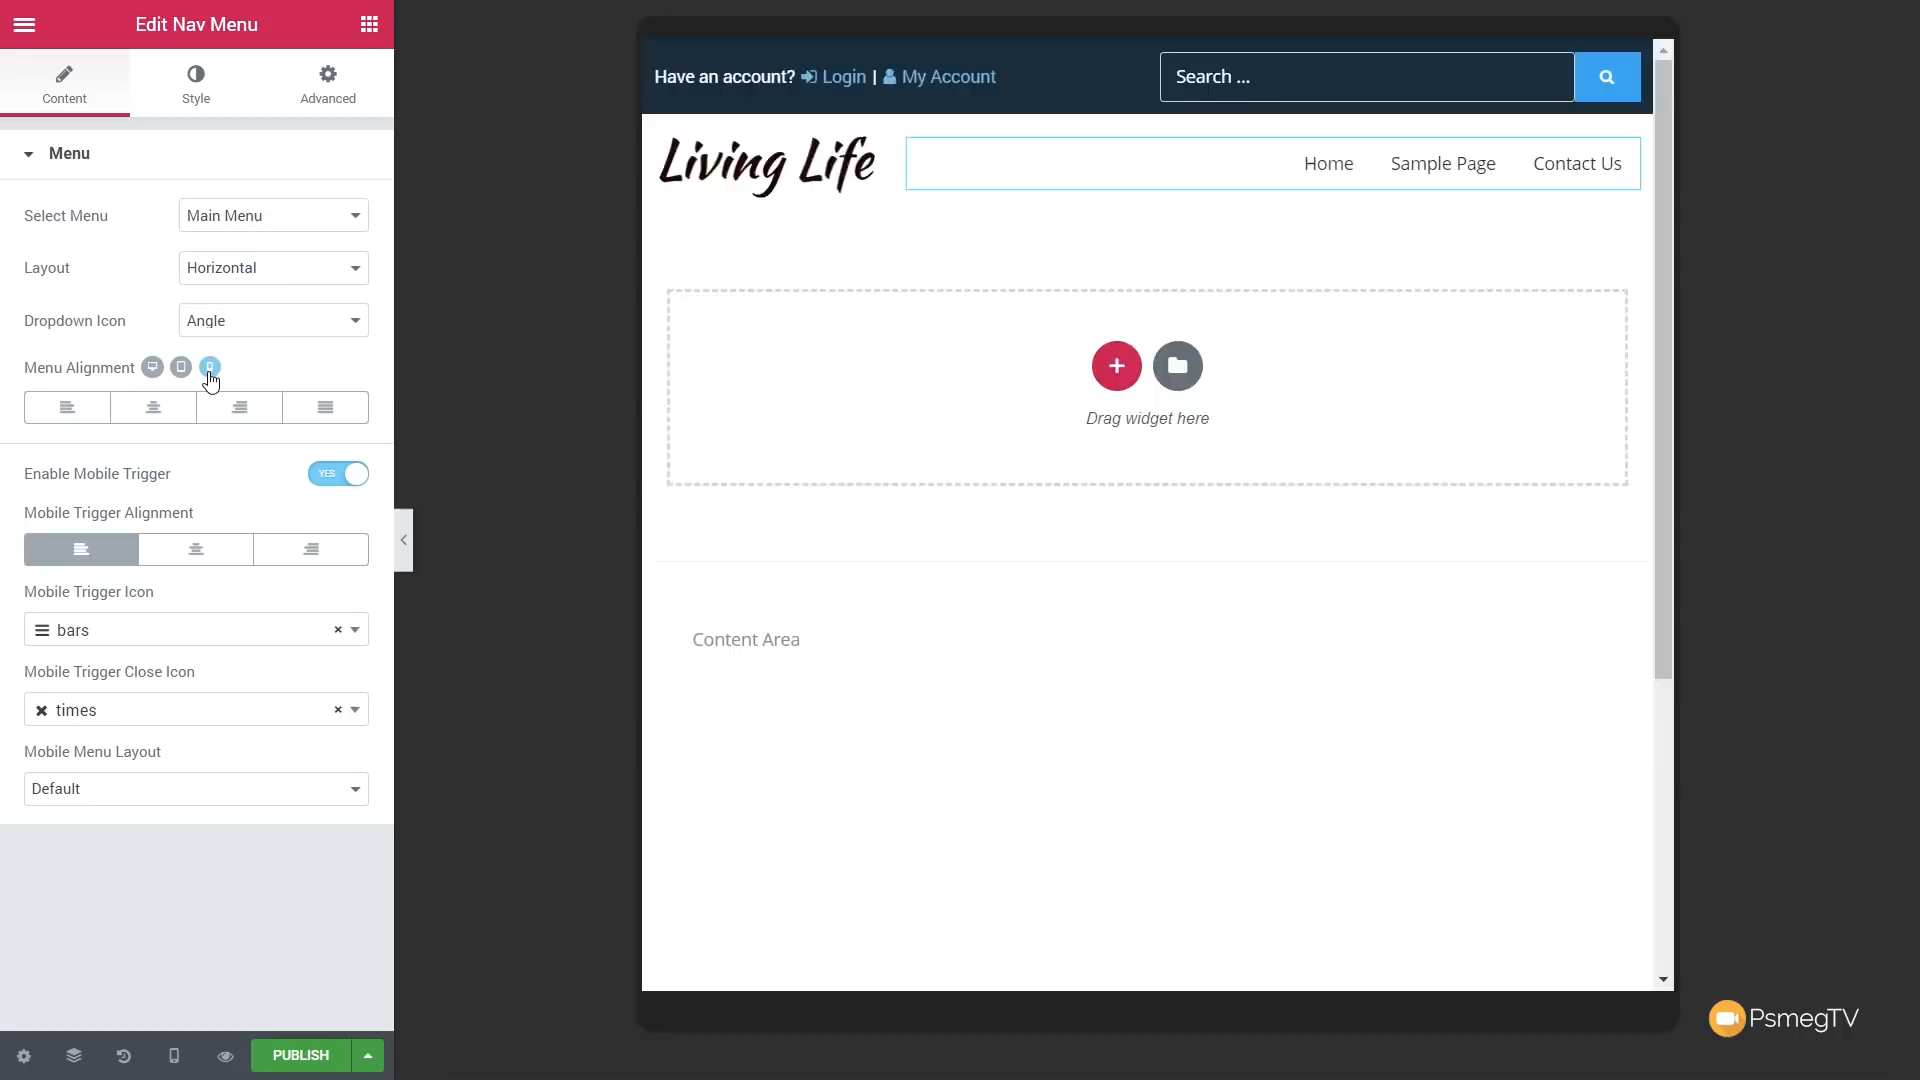 Edit Nav Menu
Content
Style
Advanced
Menu
Select Menu
Main Menu
Layout
Horizontal
Dropdown Icon
Angle
Menu Alignment
Enable Mobile Trigger
YES
Mobile Trigger Alignment
Mobile Trigger Icon
bars
Mobile Trigger Close Icon
times
Mobile Menu Layout
Default
PUBLISH
Have an account? Login | My Account
Search ...
Living Life
Home
Sample Page
Contact Us
Drag widget here
Content Area
PsmegTV